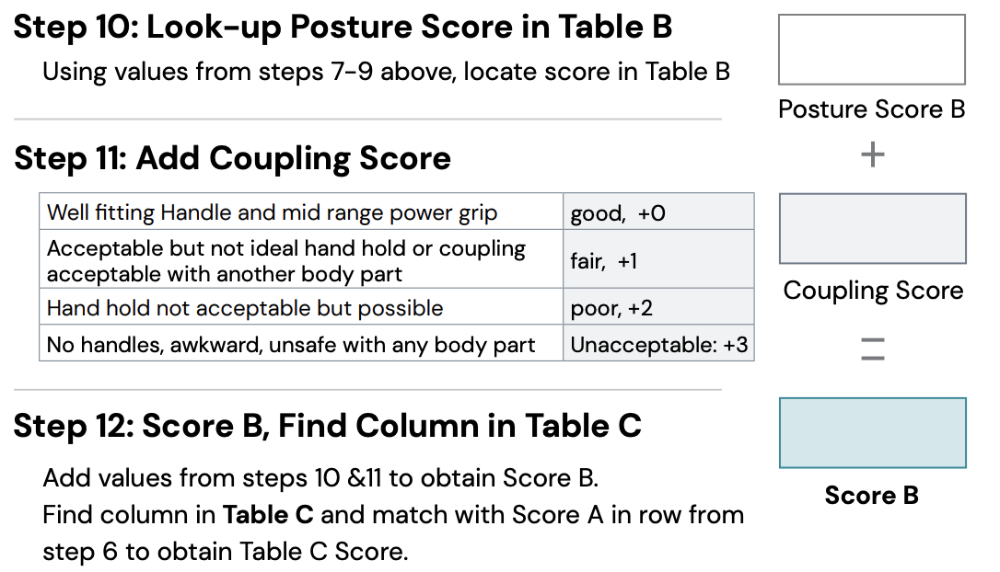 Step 10: Look-up Posture Score in Table B
Using values from steps 7-9 above, locate score in Table B
Posture Score B
+
Step 11: Add Coupling Score
Well fitting Handle and mid range power grip good, +0
Acceptable but not ideal hand hold or coupling
acceptable with another body part fair, +1
Hand hold not acceptable but possible poor, +2
No handles, awkward, unsafe with any body part Unacceptable: +3
Coupling Score
=
Step 12: Score B, Find Column in Table C
Add values from steps 10 &11 to obtain Score B.
Find column in Table C and match with Score A in row from
step 6 to obtain Table C Score.
Score B